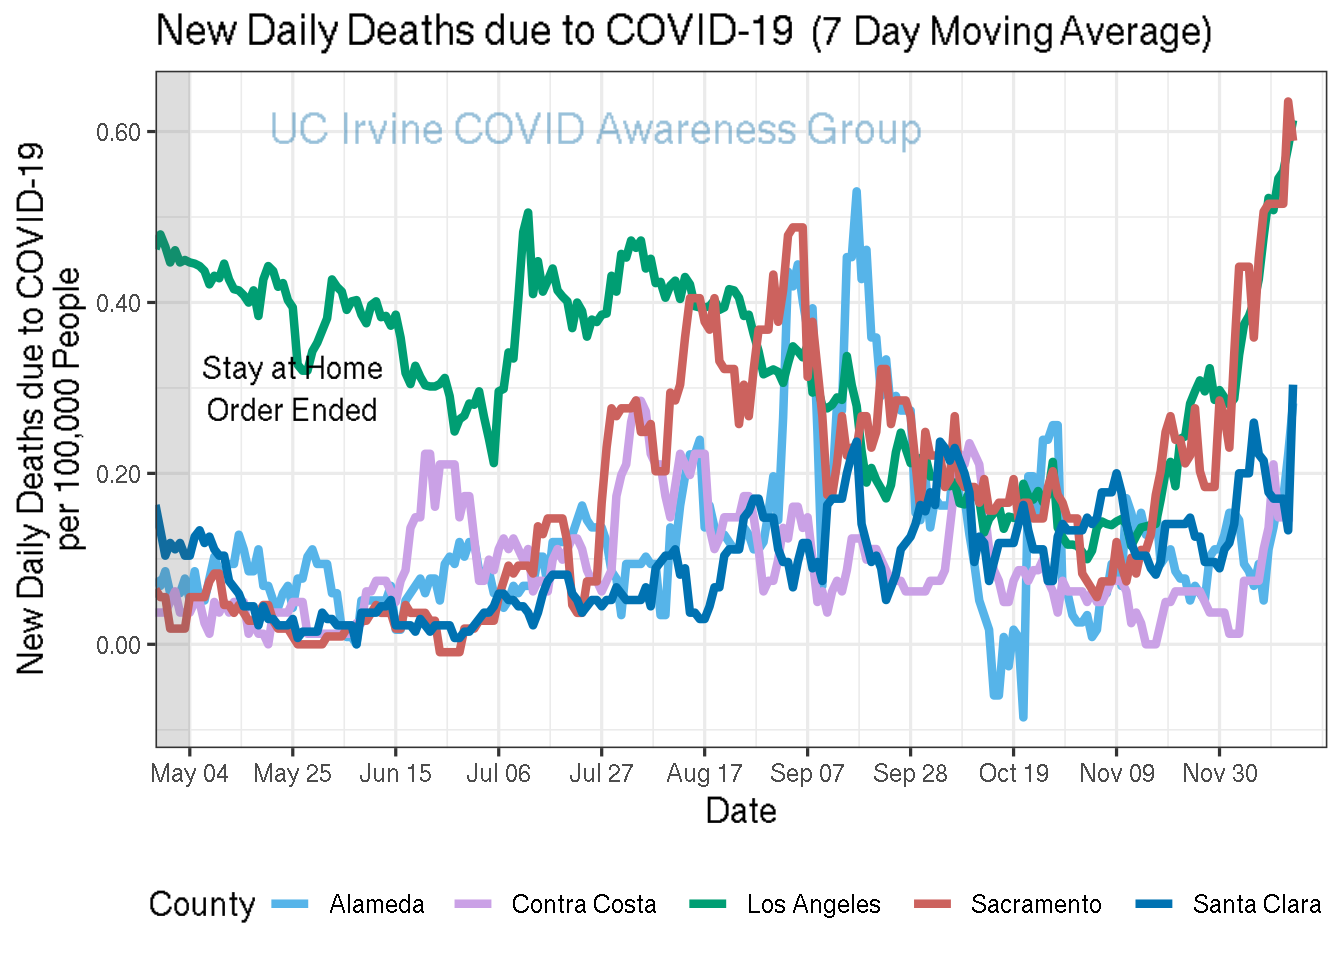 New Daily Deaths due to COVID-19 (7 Day Moving Average)
New Daily Deaths due to COVID-19
per 100,000 People
UC Irvine COVID Awareness Group
0.60
0.40
0.20
0.00
Stay at Home
Order Ended
May 04 May 25 Jun 15 Jul 06 Jul 27 Aug 17 Sep 07 Sep 28 Oct 19 Nov 09 Nov 30
Date
County Alameda Contra Costa Los Angeles Sacramento Santa Clara